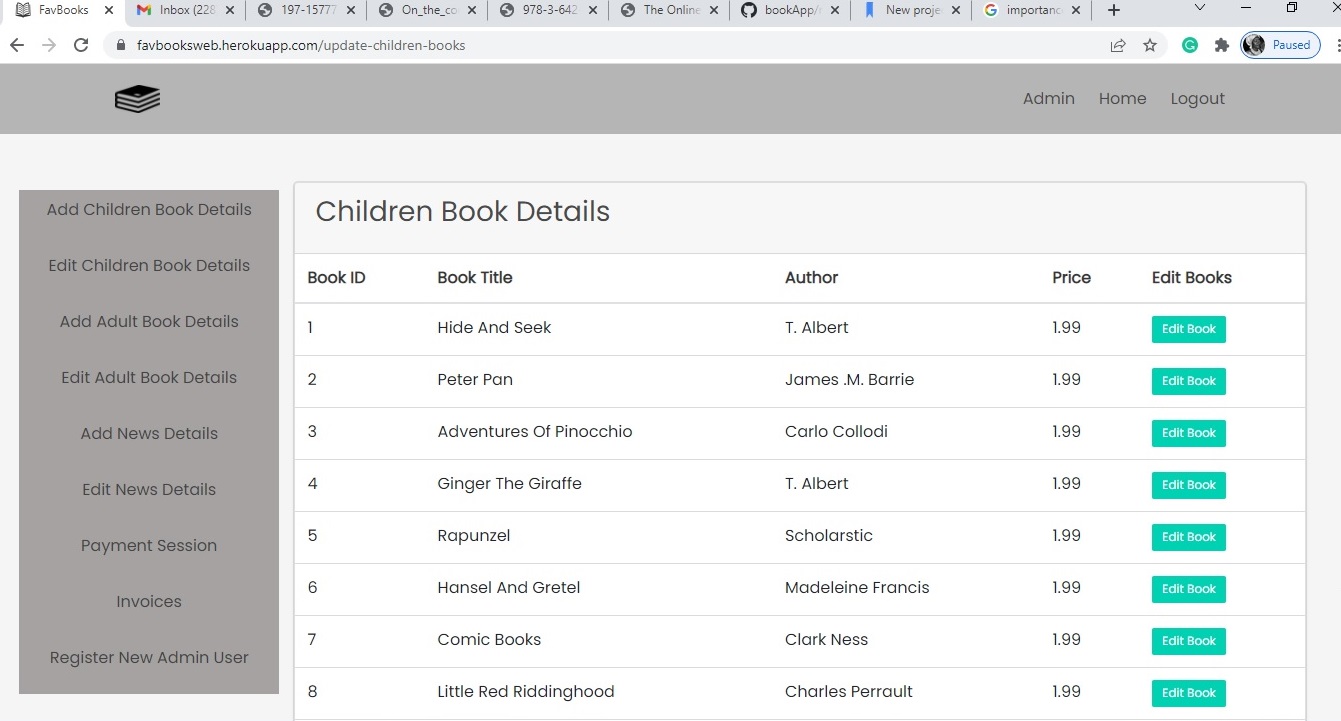 FavBooks Inbox (228 197-15777 On_the_co 978-3-642- The Online bookApp/ New proje importanc
favbooksweb.herokuapp.com/update-children-books Paused
Admin Home Logout
Add Children Book Details
Edit Children Book Details
Add Adult Book Details
Edit Adult Book Details
Add News Details
Edit News Details
Payment Session
Invoices
Register New Admin User
Children Book Details
Book ID Book Title Author Price Edit Books
1 Hide And Seek T. Albert 1.99 Edit Book
2 Peter Pan James .M. Barrie 1.99 Edit Book
3 Adventures Of Pinocchio Carlo Collodi 1.99 Edit Book
4 Ginger The Giraffe T. Albert 1.99 Edit Book
5 Rapunzel Scholarstic 1.99 Edit Book
6 Hansel And Gretel Madeleine Francis 1.99 Edit Book
7 Comic Books Clark Ness 1.99 Edit Book
8 Little Red Riddinghood Charles Perrault 1.99 Edit Book